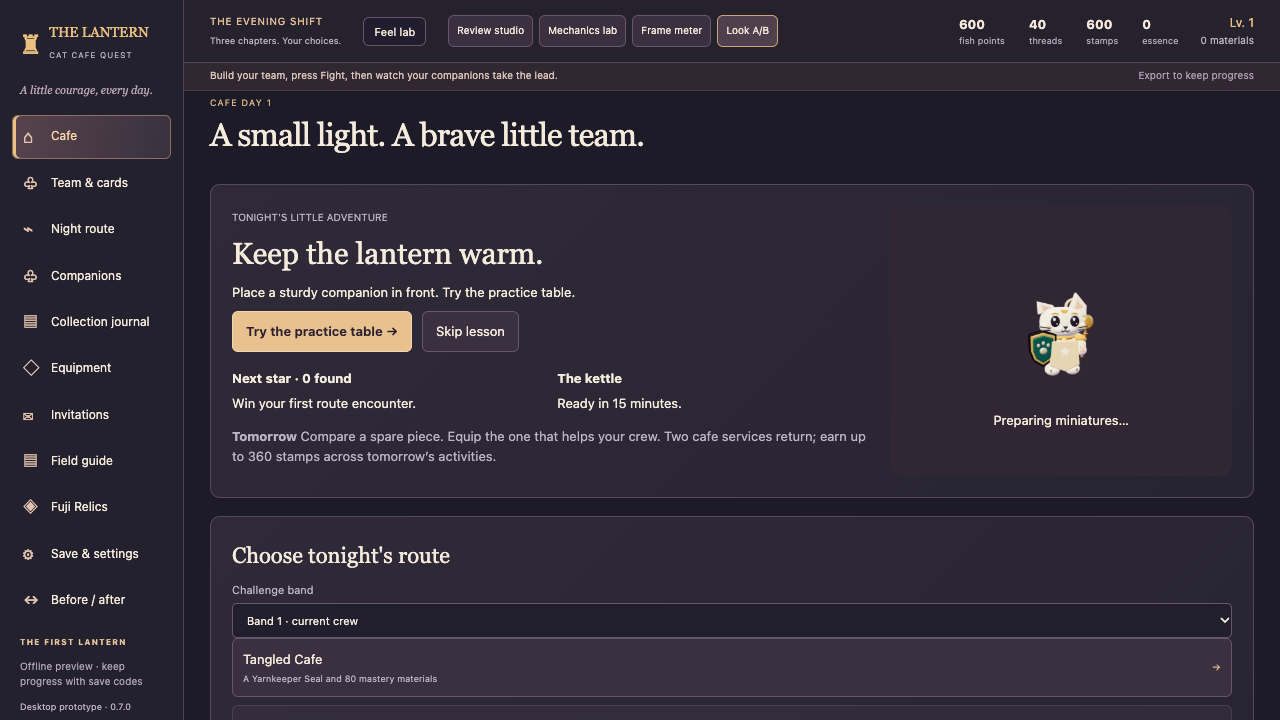 THE LANTERN
CAT CAFE QUEST
A little courage, every day.
Cafe
Team & cards
Night route
Companions
Collection journal
Equipment
Invitations
Field guide
Fuji Relics
Save & settings
Before / after
THE FIRST LANTERN
Offline preview · keep
progress with save codes
Desktop prototype · 0.7.0
THE EVENING SHIFT
Three chapters. Your choices.
Feel lab
Review studio
Mechanics lab
Frame meter
Look A/B
600
fish points
40
threads
600
stamps
0
essence
Lv. 1
0 materials
Build your team, press Fight, then watch your companions take the lead.
Export to keep progress
CAFE DAY 1
A small light. A brave little team.
TONIGHT'S LITTLE ADVENTURE
Keep the lantern warm.
Place a sturdy companion in front. Try the practice table.
Try the practice table →
Skip lesson
Next star · 0 found
Win your first route encounter.
The kettle
Ready in 15 minutes.
Tomorrow Compare a spare piece. Equip the one that helps your crew. Two cafe services return; earn up
to 360 stamps across tomorrow's activities.
Preparing miniatures...
Choose tonight's route
Challenge band
Band 1 · current crew
Tangled Cafe
A Yarnkeeper Seal and 80 mastery materials
→